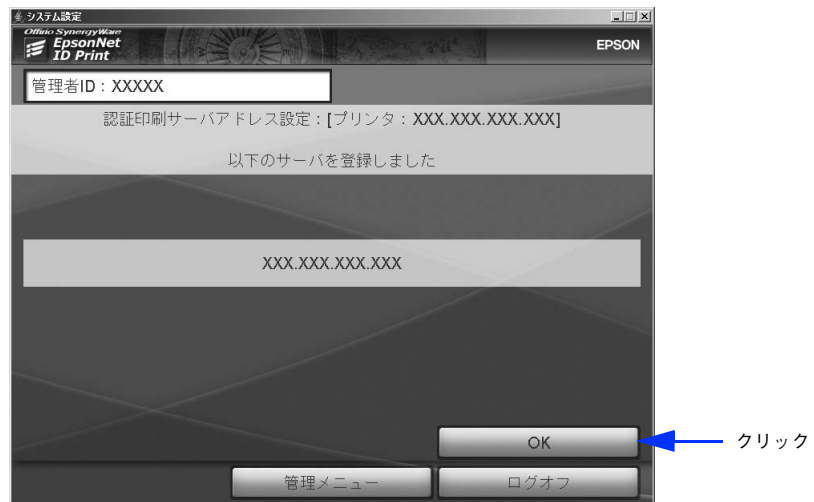 システム設定
Offirio SynergyWare
EpsonNet
ID Print
EPSON
管理者ID：XXXXX
認証印刷サーバアドレス設定：[プリンタ：XXX.XXX.XXX.XXX]
以下のサーバを登録しました
XXX.XXX.XXX.XXX
OK
クリック
管理メニュー
ログオフ